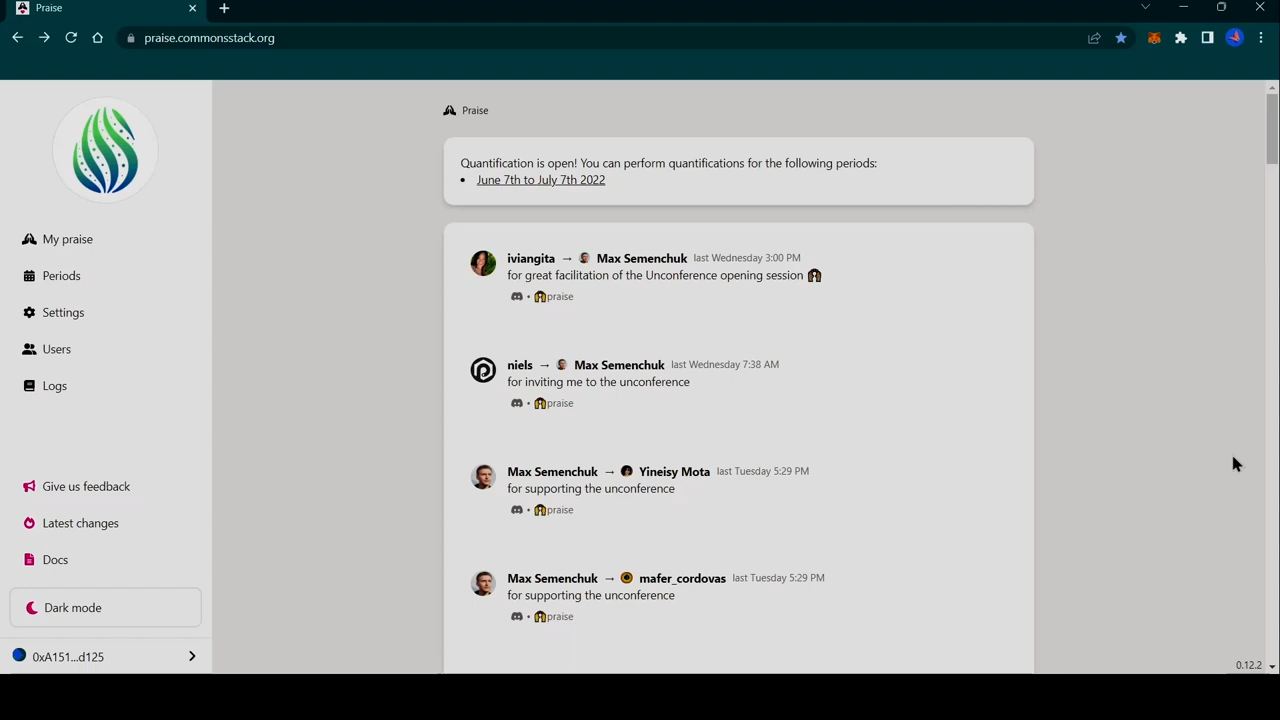 Praise
praise.commonsstack.org
Praise
Quantification is open! You can perform quantifications for the following periods:
• June 7th to July 7th 2022
My praise
Periods
Settings
Users
Logs
iviangita → Max Semenchuk last Wednesday 3:00 PM
for great facilitation of the Unconference opening session
• praise
niels → Max Semenchuk last Wednesday 7:38 AM
for inviting me to the unconference
• praise
Max Semenchuk → Yineisy Mota last Tuesday 5:29 PM
for supporting the unconference
• praise
Max Semenchuk → mafer_cordovas last Tuesday 5:29 PM
for supporting the unconference
• praise
Give us feedback
Latest changes
Docs
Dark mode
0xA151...d125
0.12.2